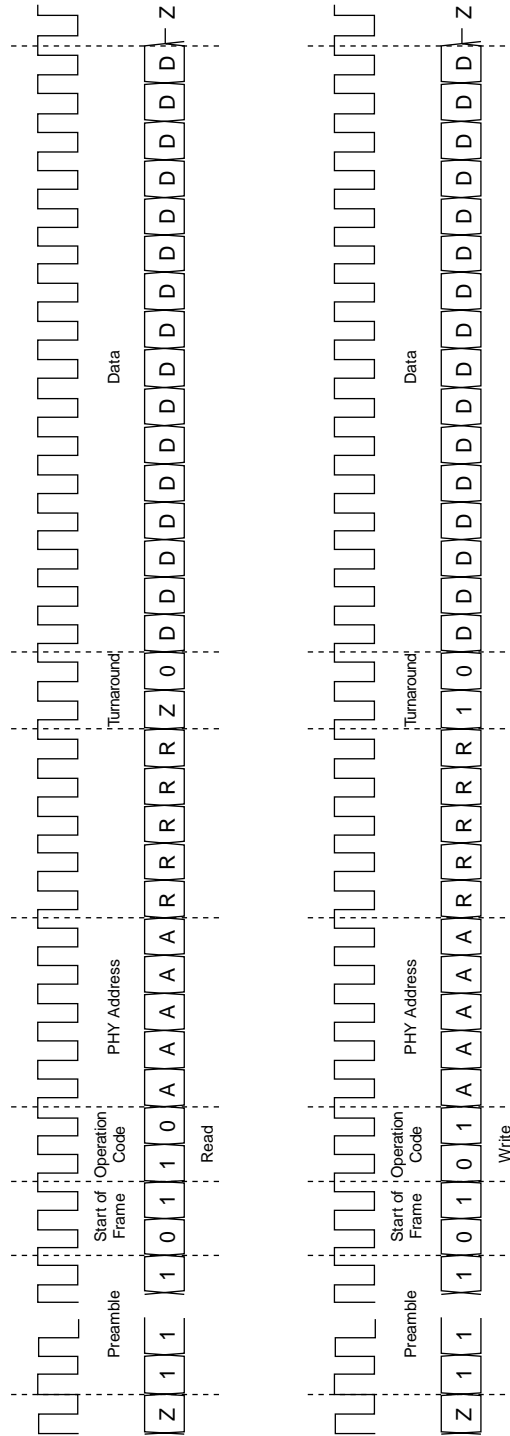 Preamble
Start of
Frame
Operation
Code
PHY Address
Turnaround
Data
Z 1 1 1 0 1 1 0 A A A A A R R R R R Z 0 D D D D D D D D D D D D D D D D Z
Read
Preamble
Start of
Frame
Operation
Code
PHY Address
Turnaround
Data
Z 1 1 1 0 1 0 1 A A A A A R R R R R 1 0 D D D D D D D D D D D D D D D D Z
Write